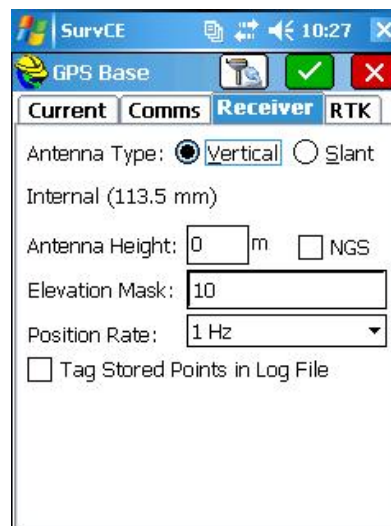 SurvCE 10:27
GPS Base
Current Comms Receiver RTK
Antenna Type: Vertical Slant
Internal (113.5 mm)
Antenna Height: 0 m NGS
Elevation Mask: 10
Position Rate: 1 Hz
Tag Stored Points in Log File